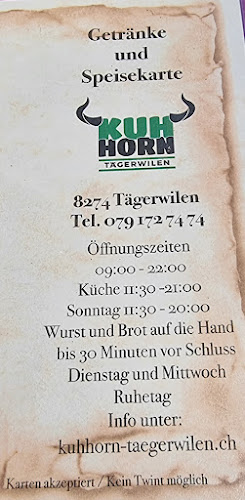 Getränke
und
Speisekarte
KUH
HORN
TÄGERWILEN
8274 Tägerwilen
Tel. 079 172 74 74
Öffnungszeiten
09:00 - 22:00
Küche 11:30 -21:00
Sonntag 11:30 - 20:00
Wurst und Brot auf die Hand
bis 30 Minuten vor Schluss
Dienstag und Mittwoch
Ruhetag
Info unter:
kuhhorn-taegerwilen.ch
Karten akzeptiert / Kein Twint möglich